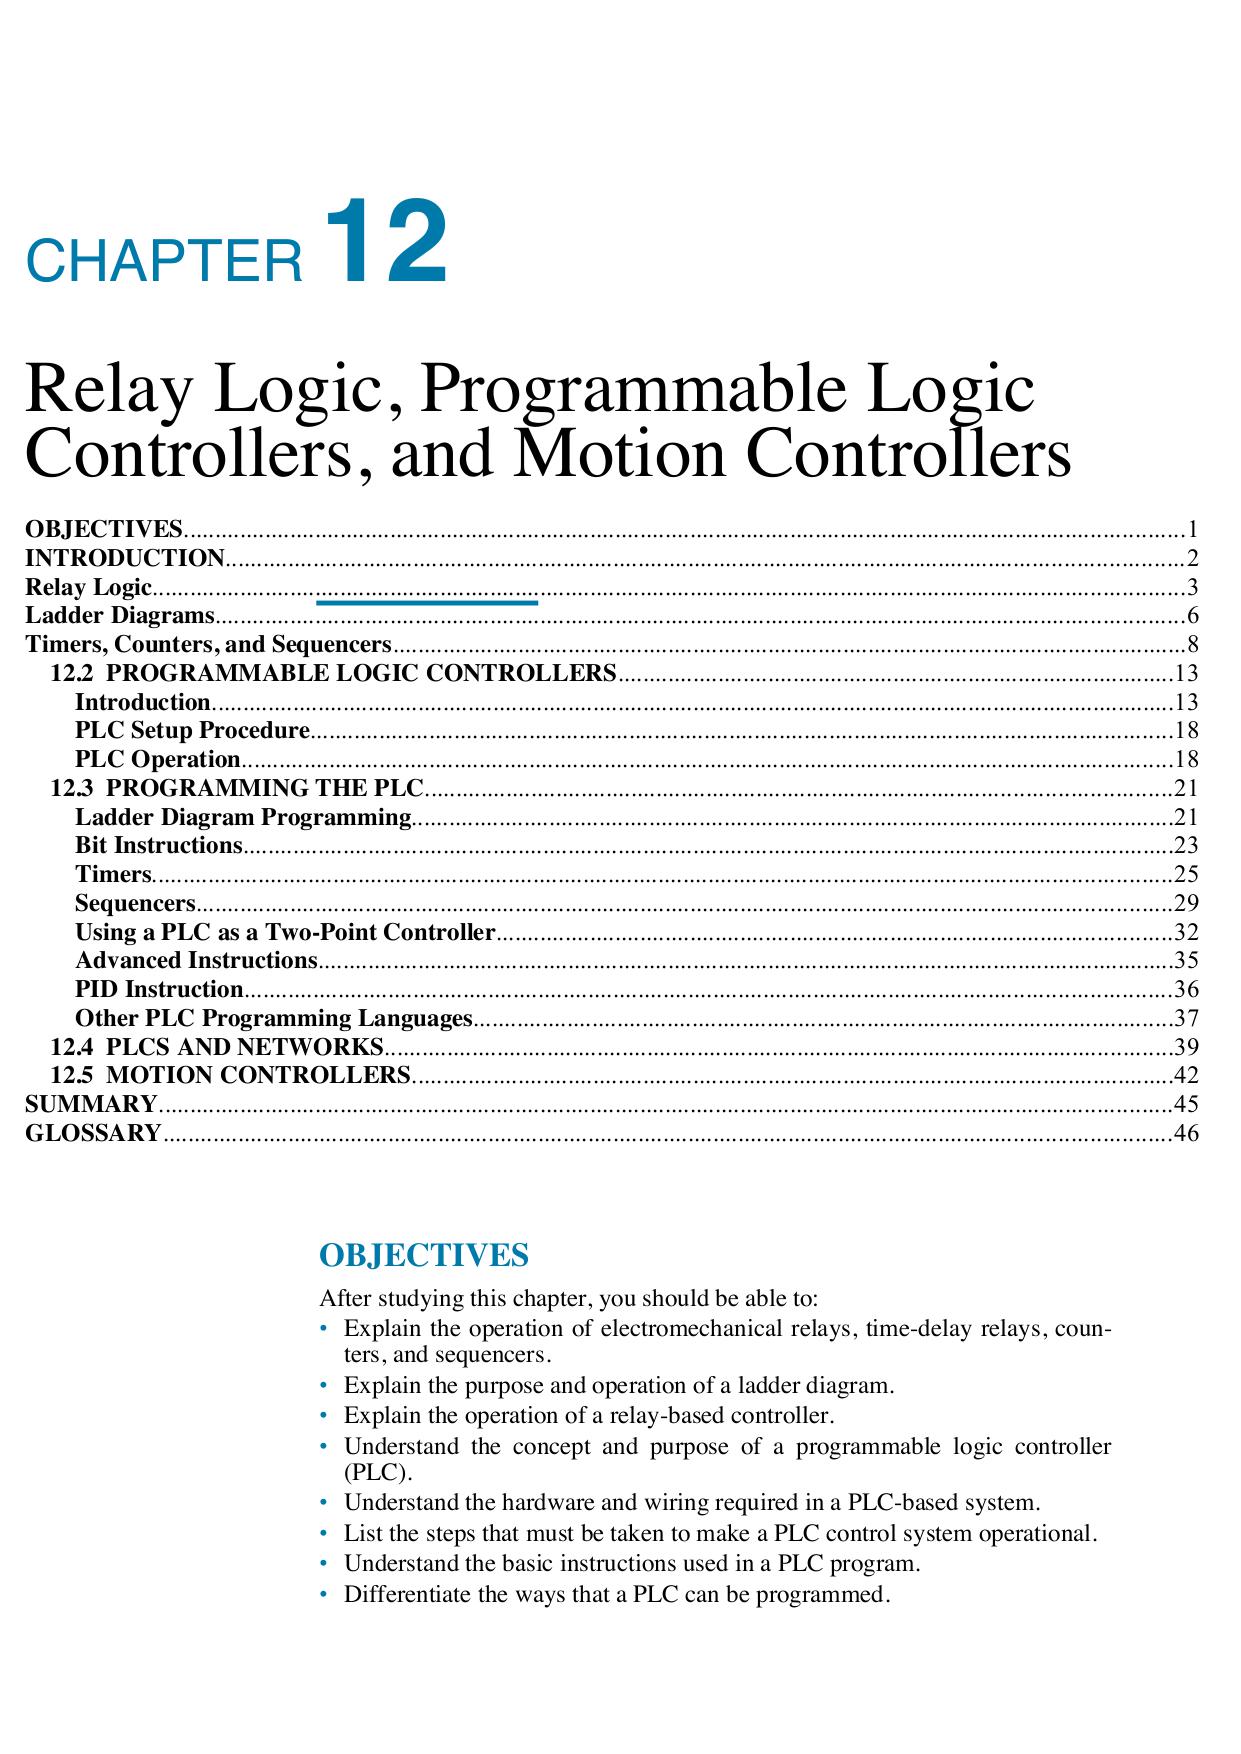 CHAPTER 12
Relay Logic, Programmable Logic
Controllers, and Motion Controllers
OBJECTIVES....................1
INTRODUCTION....................2
Relay Logic....................3
Ladder Diagrams....................6
Timers, Counters, and Sequencers....................8
12.2 PROGRAMMABLE LOGIC CONTROLLERS....................13
Introduction....................13
PLC Setup Procedure....................18
PLC Operation....................18
12.3 PROGRAMMING THE PLC....................21
Ladder Diagram Programming....................21
Bit Instructions....................23
Timers....................25
Sequencers....................29
Using a PLC as a Two-Point Controller....................32
Advanced Instructions....................35
PID Instruction....................36
Other PLC Programming Languages....................37
12.4 PLCS AND NETWORKS....................39
12.5 MOTION CONTROLLERS....................42
SUMMARY....................45
GLOSSARY....................46
OBJECTIVES
After studying this chapter, you should be able to:
• Explain the operation of electromechanical relays, time-delay relays, coun-
ters, and sequencers.
• Explain the purpose and operation of a ladder diagram.
• Explain the operation of a relay-based controller.
• Understand the concept and purpose of a programmable logic controller
(PLC).
• Understand the hardware and wiring required in a PLC-based system.
• List the steps that must be taken to make a PLC control system operational.
• Understand the basic instructions used in a PLC program.
• Differentiate the ways that a PLC can be programmed.